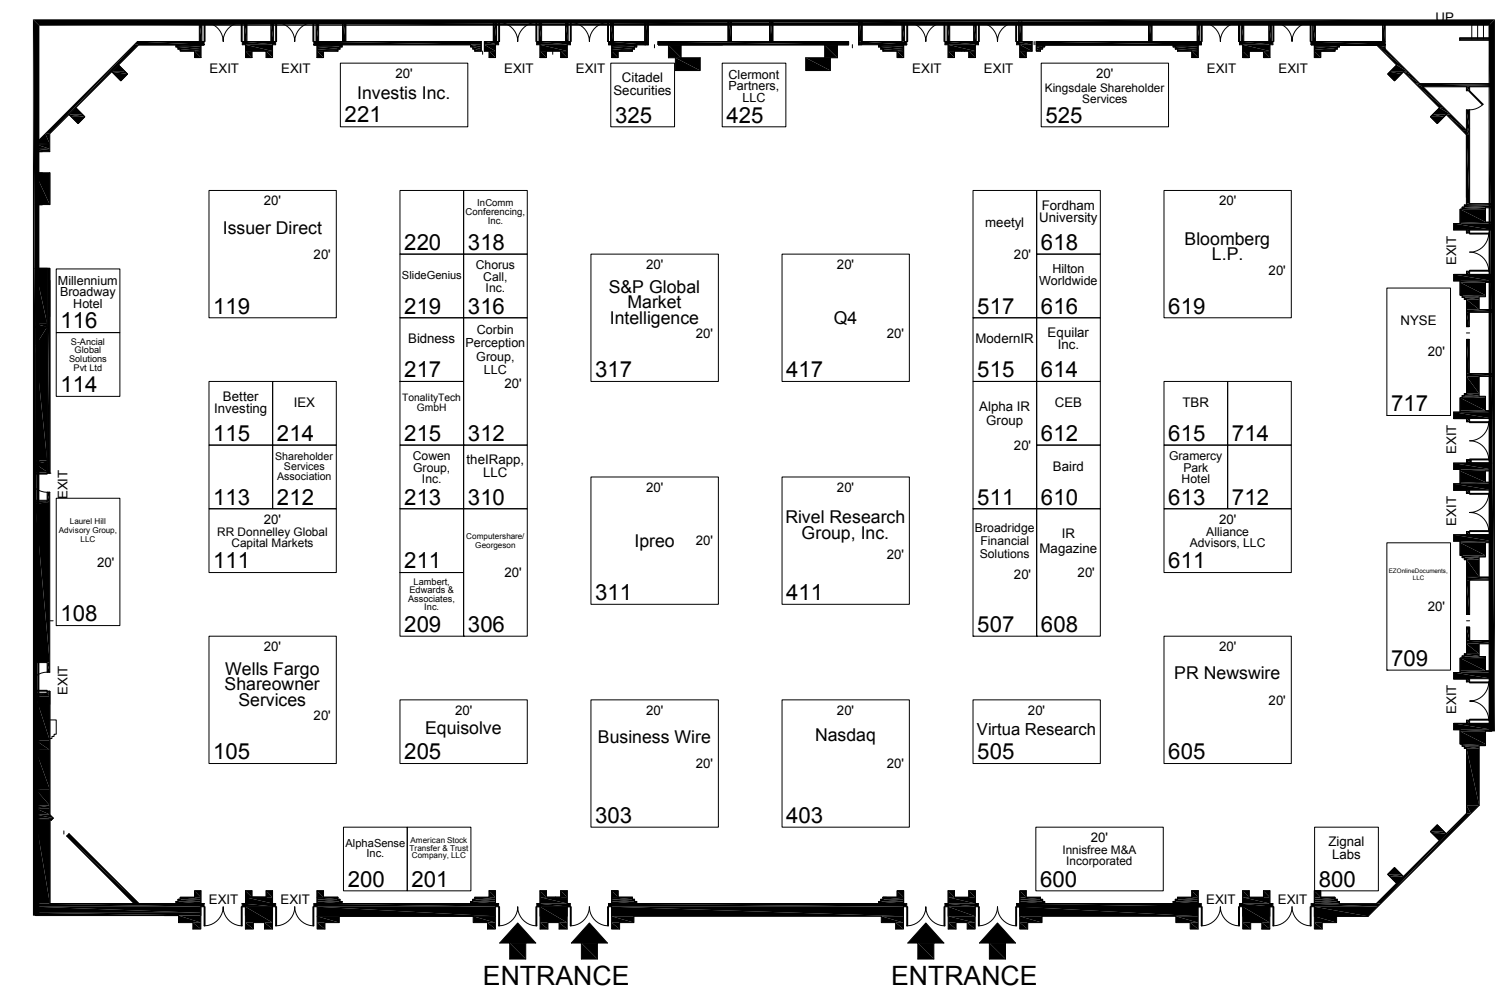 UP
EXIT
EXIT
EXIT
EXIT
EXIT
EXIT
EXIT
EXIT
20'
Investis Inc.
221
Citadel
Securities
325
Clermont
Partners,
LLC
425
20'
Kingsdale Shareholder
Services
525
20'
Issuer Direct
20'
119
220
InComm
Conferencing,
Inc.
318
SlideGenius
219
Chorus
Call,
Inc.
316
Bidness
217
Corbin
Perception
Group,
LLC
20'
312
TonalityTech
GmbH
215
Cowen
Group,
Inc.
213
theIRapp,
LLC
310
211
Computershare/
Georgeson
20'
306
Lambert,
Edwards &
Associates,
Inc.
209
20'
S&P Global
Market
Intelligence
20'
317
20'
Q4
20'
417
meetyl
20'
517
Fordham
University
618
Hilton
Worldwide
616
ModernIR
515
Equilar
Inc.
614
Alpha IR
Group
20'
511
CEB
612
Baird
610
Broadridge
Financial
Solutions
20'
507
IR
Magazine
20'
608
20'
Bloomberg
L.P.
20'
619
EXIT
NYSE
20'
717
EXIT
EXIT
EZOnlineDocuments,
LLC
20'
709
EXIT
Millennium
Broadway
Hotel
116
S-Ancial
Global
Solutions
Pvt Ltd
114
Better
Investing
115
IEX
214
113
Shareholder
Services
Association
212
20'
RR Donnelley Global
Capital Markets
111
EXIT
Laurel Hill
Advisory Group,
LLC
20'
108
EXIT
20'
Ipreo
20'
311
20'
Rivel Research
Group, Inc.
20'
411
TBR
615
714
Gramercy
Park
Hotel
613
712
20'
Alliance
Advisors, LLC
611
20'
Wells Fargo
Shareowner
Services
20'
105
20'
Equisolve
205
20'
Business Wire
20'
303
20'
Nasdaq
20'
403
20'
Virtua Research
505
20'
PR Newswire
20'
605
AlphaSense
Inc.
200
American Stock
Transfer & Trust
Company, LLC
201
20'
Innisfree M&A
Incorporated
600
Zignal
Labs
800
EXIT
EXIT
EXIT
EXIT
ENTRANCE
ENTRANCE